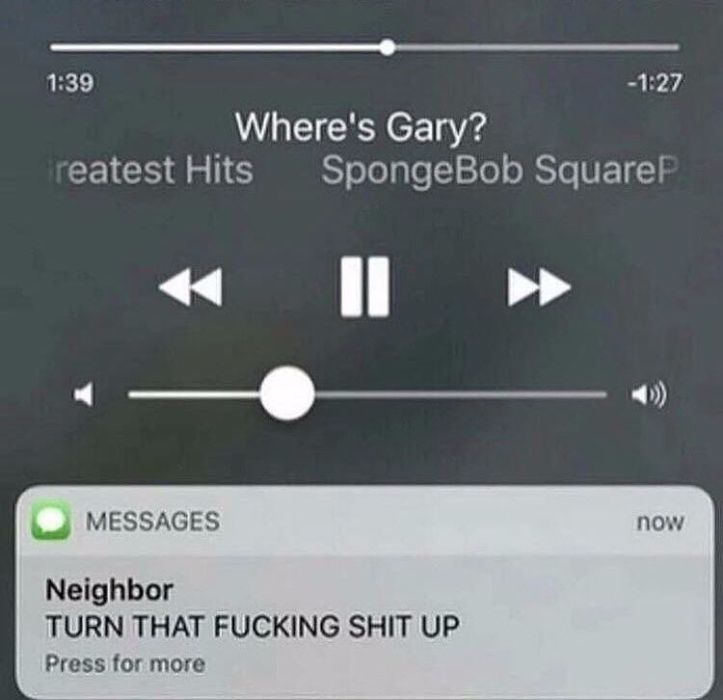 1:39 -1:27
Where's Gary?
reatest Hits SpongeBob SquareP
MESSAGES now
Neighbor
TURN THAT FUCKING SHIT UP
Press for more